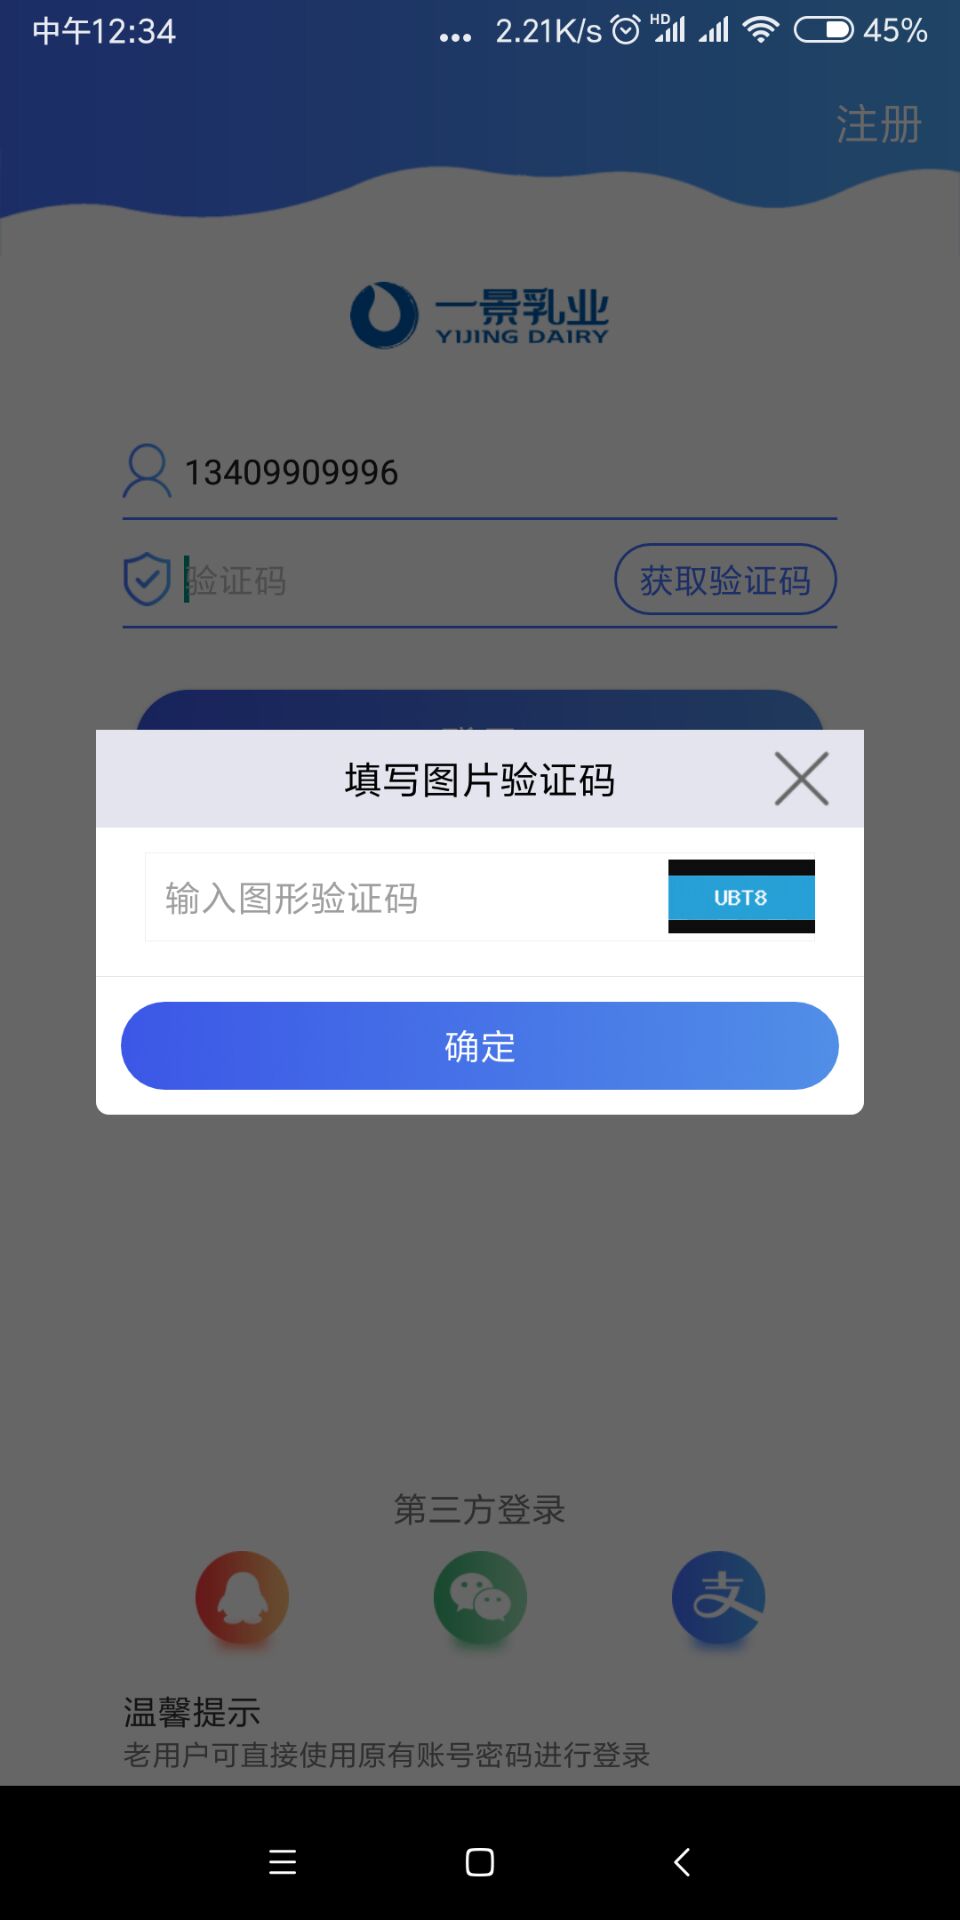 中午12:34
... 2.21K/s HD 45%
注册
一景乳业
YIJING DAIRY
13409909996
验证码
获取验证码
填写图片验证码
输入图形验证码
UBT8
确定
第三方登录
支
温馨提示
老用户可直接使用原有账号密码进行登录